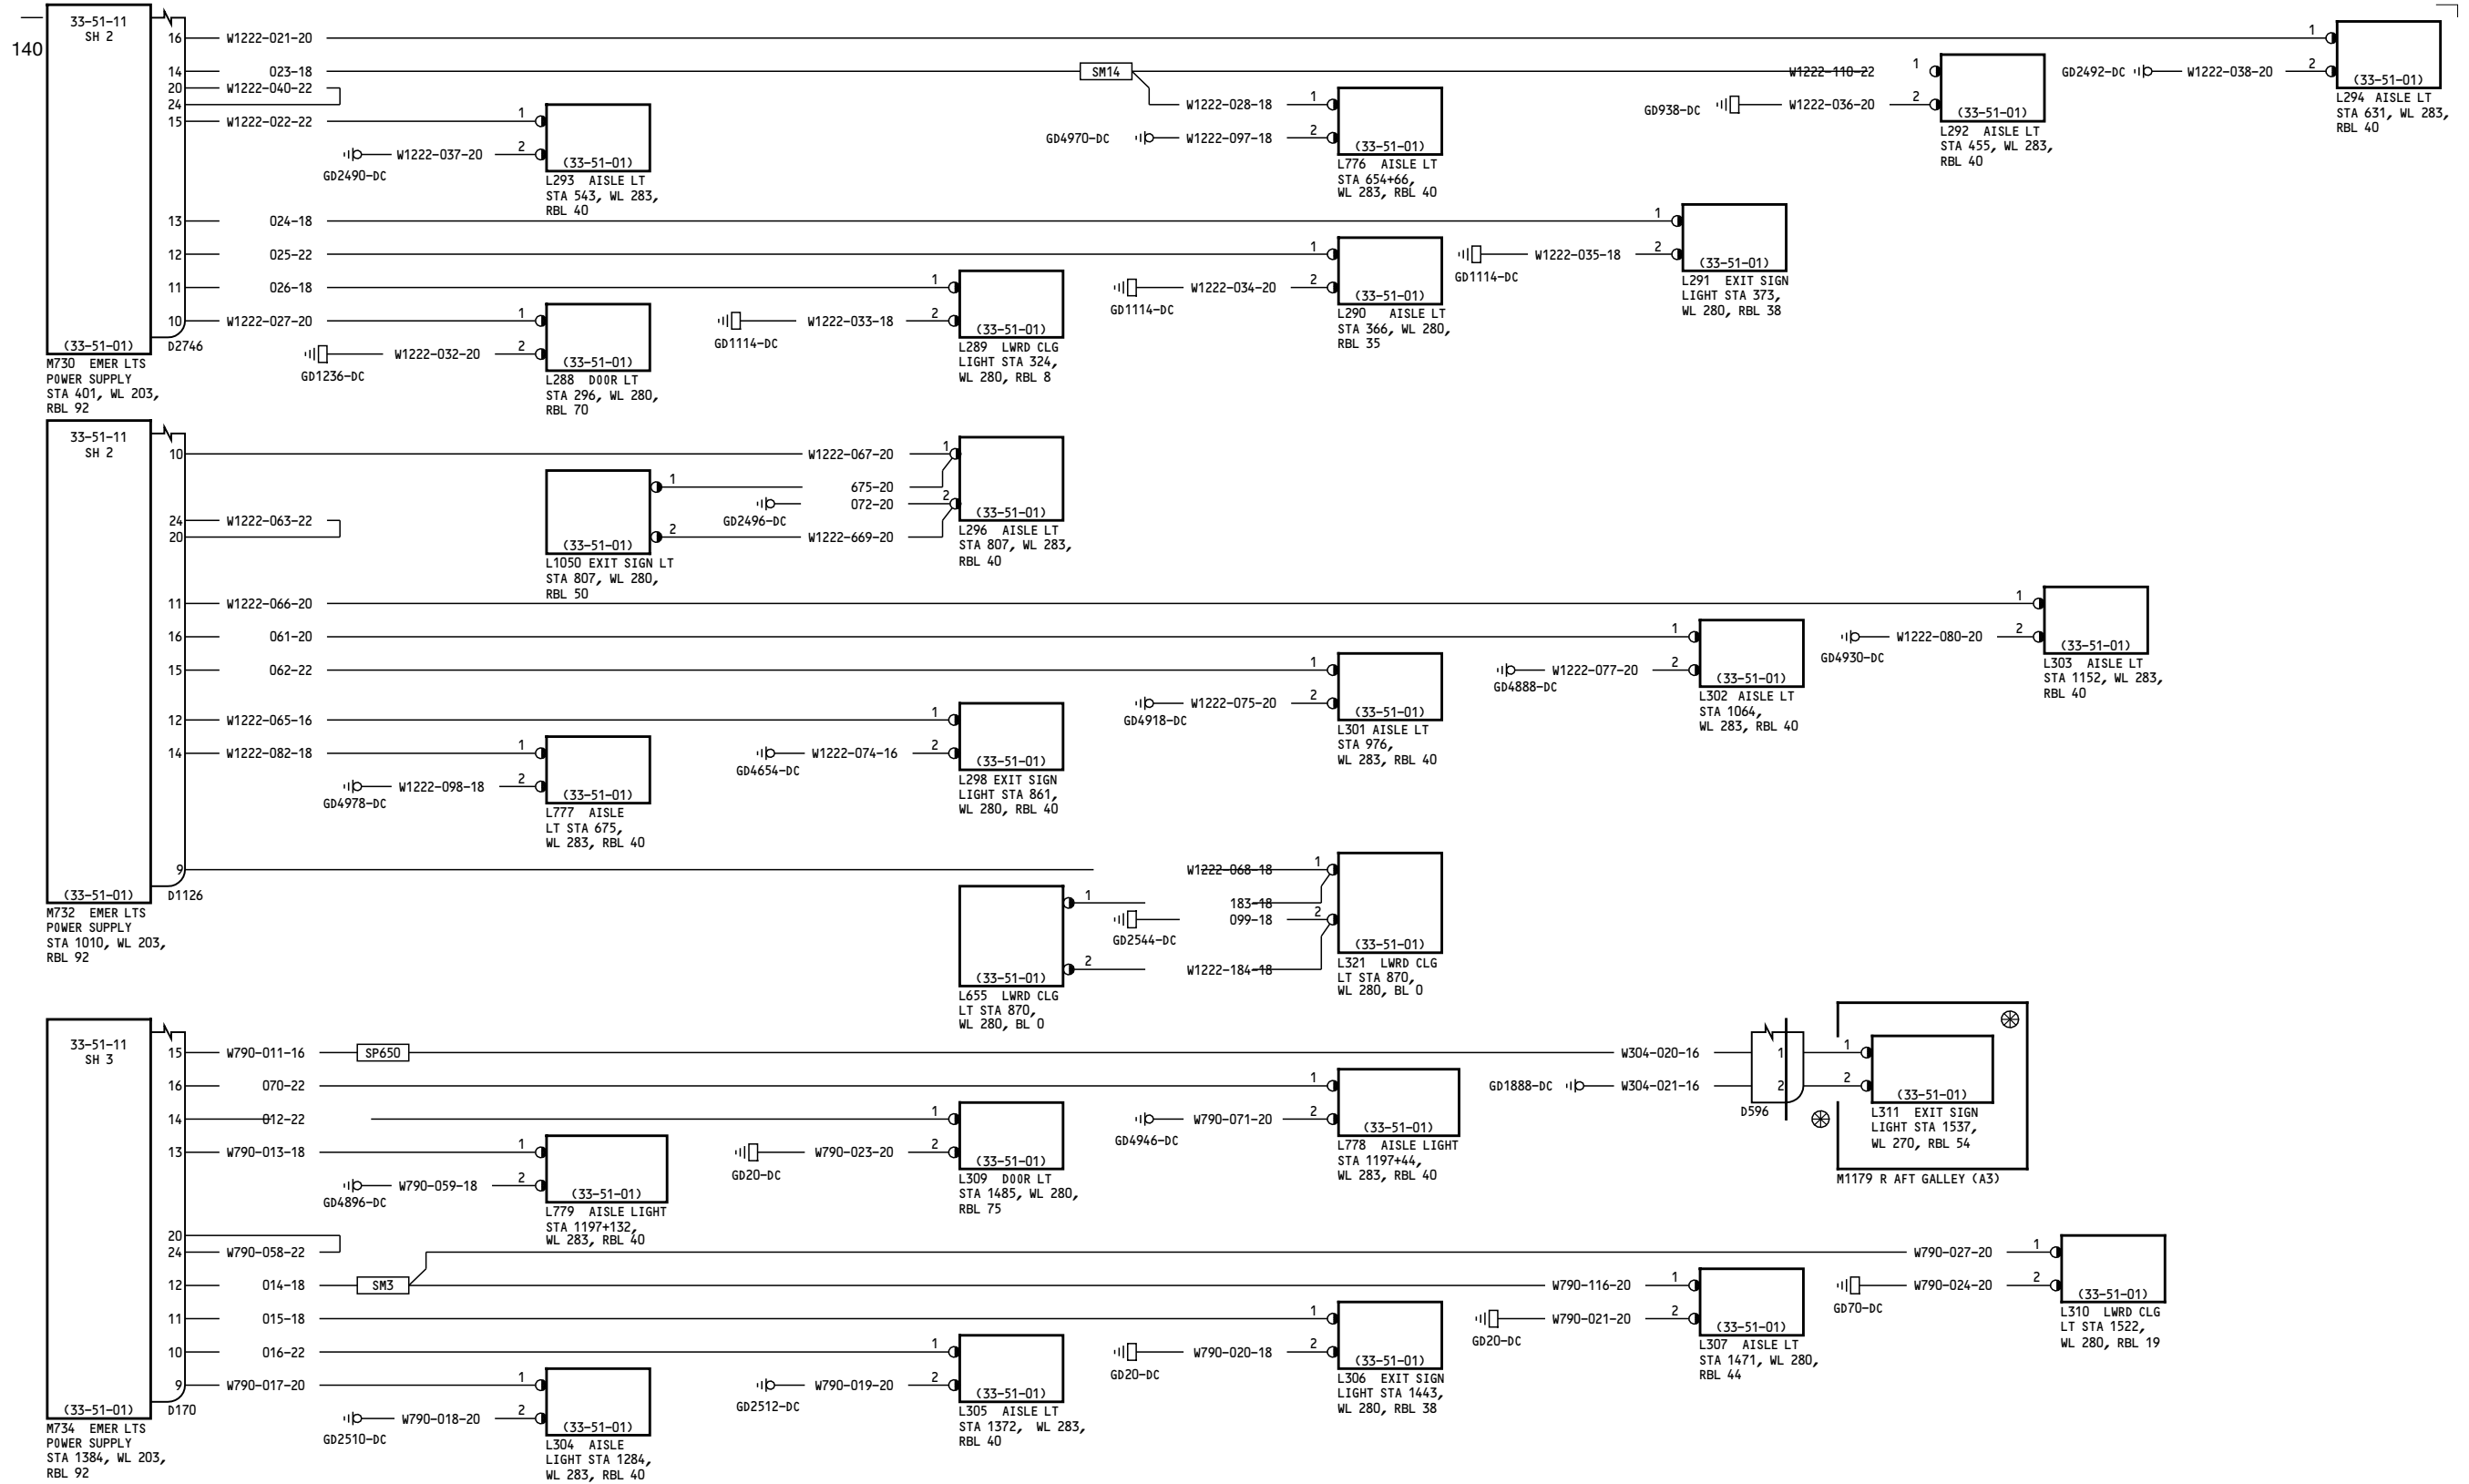 140
33-51-11
SH 2
16 W1222-021-20 1
14 023-18 SM14 W1222-110-22 1 GD2492-DC W1222-038-20 2
(33-51-01)
L294 AISLE LT
STA 631, WL 283,
RBL 40
20 W1222-040-22
24 W1222-028-18 1 GD938-DC W1222-036-20 2
(33-51-01)
L292 AISLE LT
STA 455, WL 283,
RBL 40
15 W1222-022-22 1
GD4970-DC W1222-097-18 2
(33-51-01)
L776 AISLE LT
STA 654+66,
WL 283, RBL 40
GD2490-DC W1222-037-20 2
(33-51-01)
L293 AISLE LT
STA 543, WL 283,
RBL 40
13 024-18 1
12 025-22 1 GD1114-DC W1222-035-18 2
(33-51-01)
L291 EXIT SIGN
LIGHT STA 373,
WL 280, RBL 38
11 026-18 1 GD1114-DC W1222-034-20 2
(33-51-01)
L290 AISLE LT
STA 366, WL 280,
RBL 35
10 W1222-027-20 1 GD1114-DC W1222-033-18 2
(33-51-01)
L289 LWRD CLG
LIGHT STA 324,
WL 280, RBL 8
GD1236-DC W1222-032-20 2
(33-51-01)
L288 DOOR LT
STA 296, WL 280,
RBL 70
(33-51-01) D2746
M730 EMER LTS
POWER SUPPLY
STA 401, WL 203,
RBL 92
33-51-11
SH 2
10 W1222-067-20 1
1 675-20
GD2496-DC 072-20 2
2 W1222-669-20
(33-51-01)
L296 AISLE LT
STA 807, WL 283,
RBL 40
(33-51-01)
L1050 EXIT SIGN LT
STA 807, WL 280,
RBL 50
24 W1222-063-22
20
11 W1222-066-20 1
16 061-20 1 GD4930-DC W1222-080-20 2
(33-51-01)
L303 AISLE LT
STA 1152, WL 283,
RBL 40
15 062-22 1 GD4888-DC W1222-077-20 2
(33-51-01)
L302 AISLE LT
STA 1064,
WL 283, RBL 40
GD4918-DC W1222-075-20 2
(33-51-01)
L301 AISLE LT
STA 976,
WL 283, RBL 40
12 W1222-065-16 1
14 W1222-082-18 1 GD4654-DC W1222-074-16 2
(33-51-01)
L298 EXIT SIGN
LIGHT STA 861,
WL 280, RBL 40
GD4978-DC W1222-098-18 2
(33-51-01)
L777 AISLE
LT STA 675,
WL 283, RBL 40
9 W1222-068-18 1
1 183-18
GD2544-DC 099-18 2
2 W1222-184-18
(33-51-01)
L321 LWRD CLG
LT STA 870,
WL 280, BL 0
(33-51-01)
L655 LWRD CLG
LT STA 870,
WL 280, BL 0
(33-51-01) D1126
M732 EMER LTS
POWER SUPPLY
STA 1010, WL 203,
RBL 92
33-51-11
SH 3
15 W790-011-16 SP650 W304-020-16 1 1
16 070-22 1 GD1888-DC W304-021-16 2 2
D596
(33-51-01)
L311 EXIT SIGN
LIGHT STA 1537,
WL 270, RBL 54
M1179 R AFT GALLEY (A3)
14 012-22 1 GD4946-DC W790-071-20 2
(33-51-01)
L778 AISLE LIGHT
STA 1197+44,
WL 283, RBL 40
13 W790-013-18 1 GD20-DC W790-023-20 2
(33-51-01)
L309 DOOR LT
STA 1485, WL 280,
RBL 75
GD4896-DC W790-059-18 2
(33-51-01)
L779 AISLE LIGHT
STA 1197+132,
WL 283, RBL 40
20
24 W790-058-22 W790-027-20 1
12 014-18 SM3 W790-116-20 1 GD70-DC W790-024-20 2
(33-51-01)
L310 LWRD CLG
LT STA 1522,
WL 280, RBL 19
11 015-18 1 GD20-DC W790-021-20 2
(33-51-01)
L307 AISLE LT
STA 1471, WL 280,
RBL 44
10 016-22 1 GD20-DC W790-020-18 2
(33-51-01)
L306 EXIT SIGN
LIGHT STA 1443,
WL 280, RBL 38
9 W790-017-20 1 GD2512-DC W790-019-20 2
(33-51-01)
L305 AISLE LT
STA 1372, WL 283,
RBL 40
GD2510-DC W790-018-20 2
(33-51-01)
L304 AISLE
LIGHT STA 1284,
WL 283, RBL 40
(33-51-01) D170
M734 EMER LTS
POWER SUPPLY
STA 1384, WL 203,
RBL 92